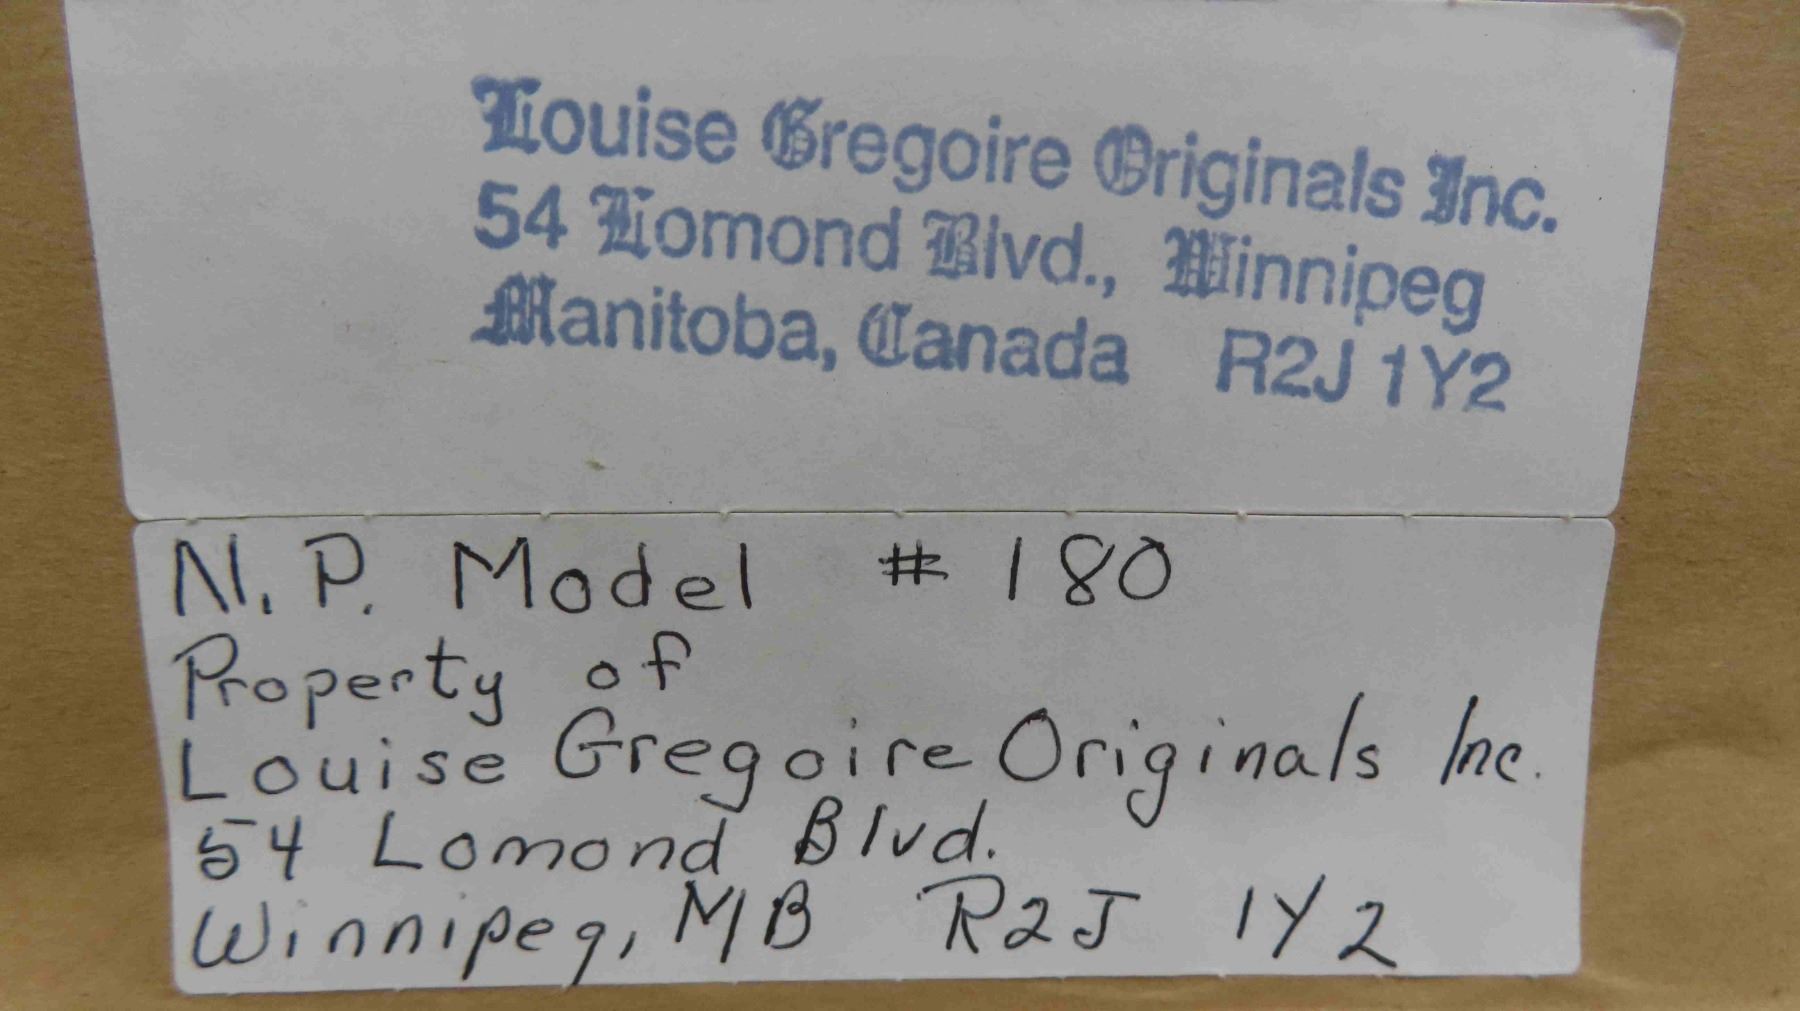 Louise Gregoire Originals Inc.
54 Lomond Blvd., Winnipeg
Manitoba, Canada R2J 1Y2
N.P. Model # 180
Property of
Louise Gregoire Originals Inc.
54 Lomond Blvd.
Winnipeg, MB R2J 1Y2